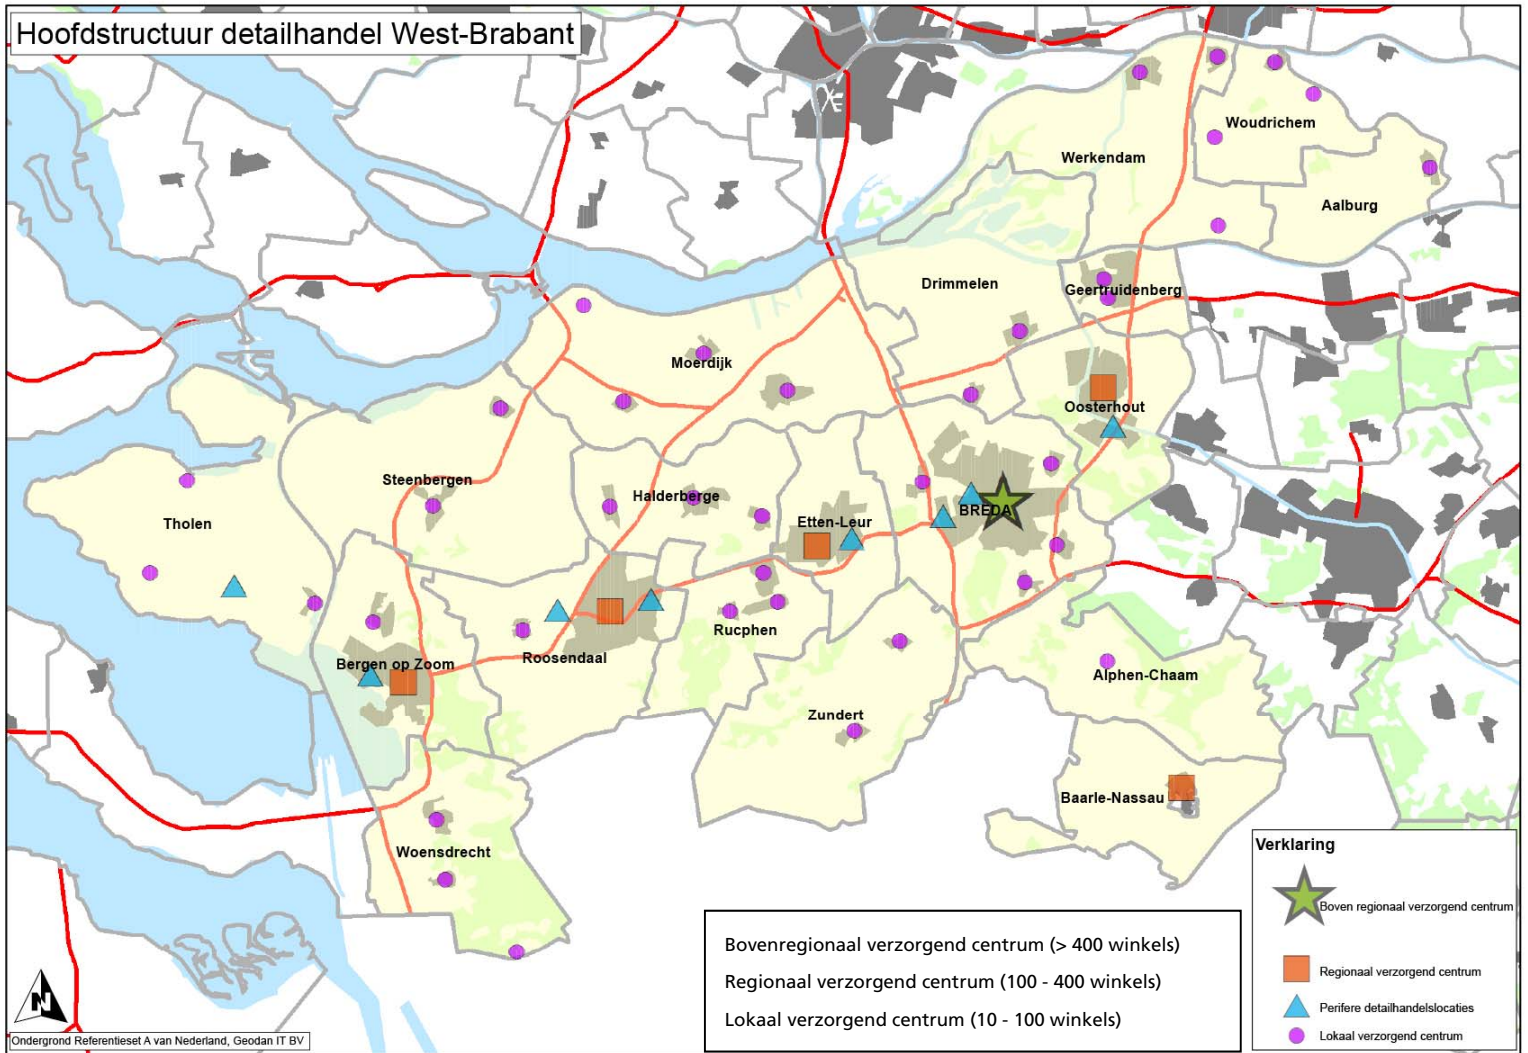 Hoofdstructuur detailhandel West-Brabant
Woudrichem
Werkendam
Aalburg
Drimmelen
Geertruidenberg
Moerdijk
Oosterhout
Steenbergen
Halderberge
Tholen
Etten-Leur
BREDA
Rucphen
Bergen op Zoom
Roosendaal
Alphen-Chaam
Zundert
Baarle-Nassau
Woensdrecht
Verklaring
Boven regionaal verzorgend centrum
Regionaal verzorgend centrum
Perifere detailhandelslocaties
Lokaal verzorgend centrum
Bovenregionaal verzorgend centrum (> 400 winkels)
Regionaal verzorgend centrum (100 - 400 winkels)
Lokaal verzorgend centrum (10 - 100 winkels)
N
Ondergrond Referentieset A van Nederland, Geodan IT BV